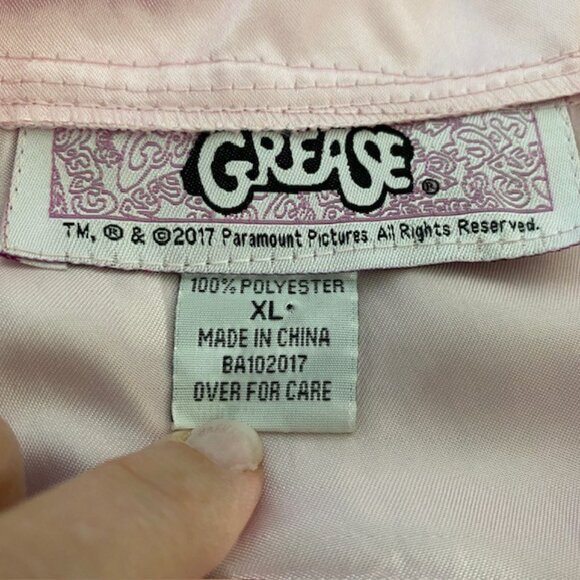 GREASE ®
TM, ® & ©2017 Paramount Pictures. All Rights Reserved.
100% POLYESTER
XL
MADE IN CHINA
BA102017
OVER FOR CARE